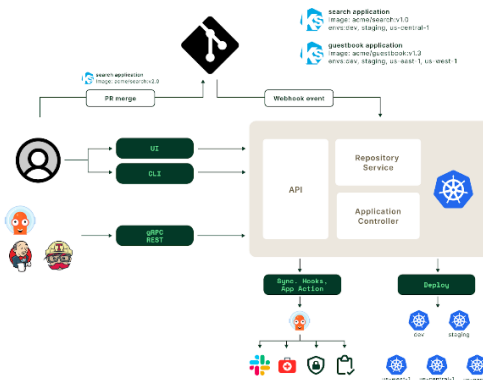 search application
image: acme/search:v1.0
envs:dev, staging, us-central-1
guestbook application
image: acme/guestbook:v1.3
envs:dev, staging, us-east-1, us-west-1
search application
image: acme/search:v2.0
PR merge
Webhook event
UI
CLI
gRPC
REST
API
Repository
Service
Application
Controller
Sync. Hooks,
App Action
Deploy
dev
staging